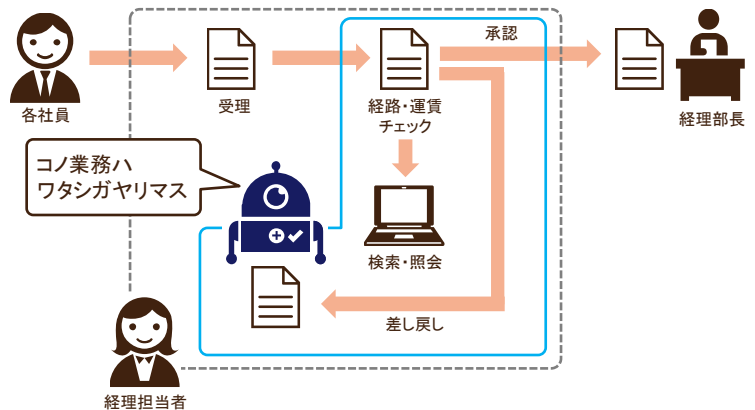 承認
各社員
受理
経路・運賃
チェック
経理部長
コノ業務ハ
ワタシガヤリマス
検索・照会
差し戻し
経理担当者